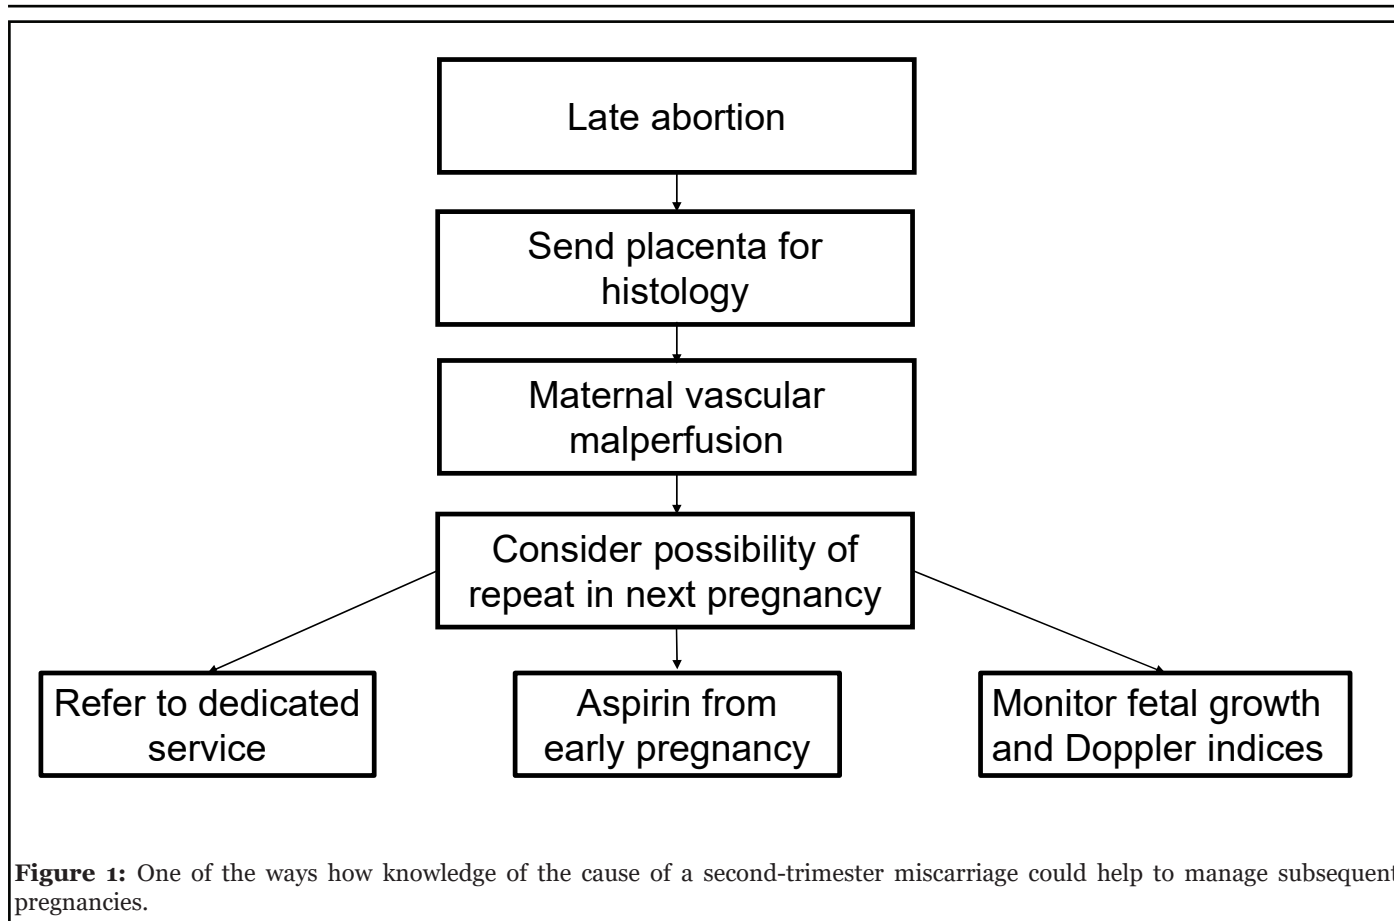 Late abortion
Send placenta for
histology
Maternal vascular
malperfusion
Consider possibility of
repeat in next pregnancy
Refer to dedicated
service
Aspirin from
early pregnancy
Monitor fetal growth
and Doppler indices
Figure 1: One of the ways how knowledge of the cause of a second-trimester miscarriage could help to manage subsequent
pregnancies.